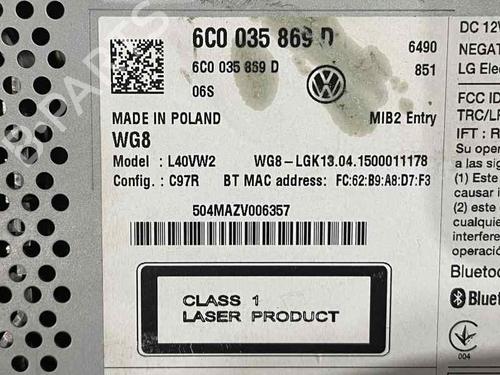 6C0 035 869 D
6C0 035 869 D
06S
6490
851
MADE IN POLAND
MIB2 Entry
WG8
Model : L40VW2
WG8-LGK13.04.1500011178
Config. : C97R
BT MAC address: FC:62:B9:A8:D7:F3
504MAZV006357
CLASS 1
LASER PRODUCT
DC 12V
NEGAT
LG Elec
FCC ID
TRC/LP
IFT : R
Su oper
a las sig
(1) Este
causar i
(2) este
cualquie
interfere
operació
Bluetoo
Bluet
004